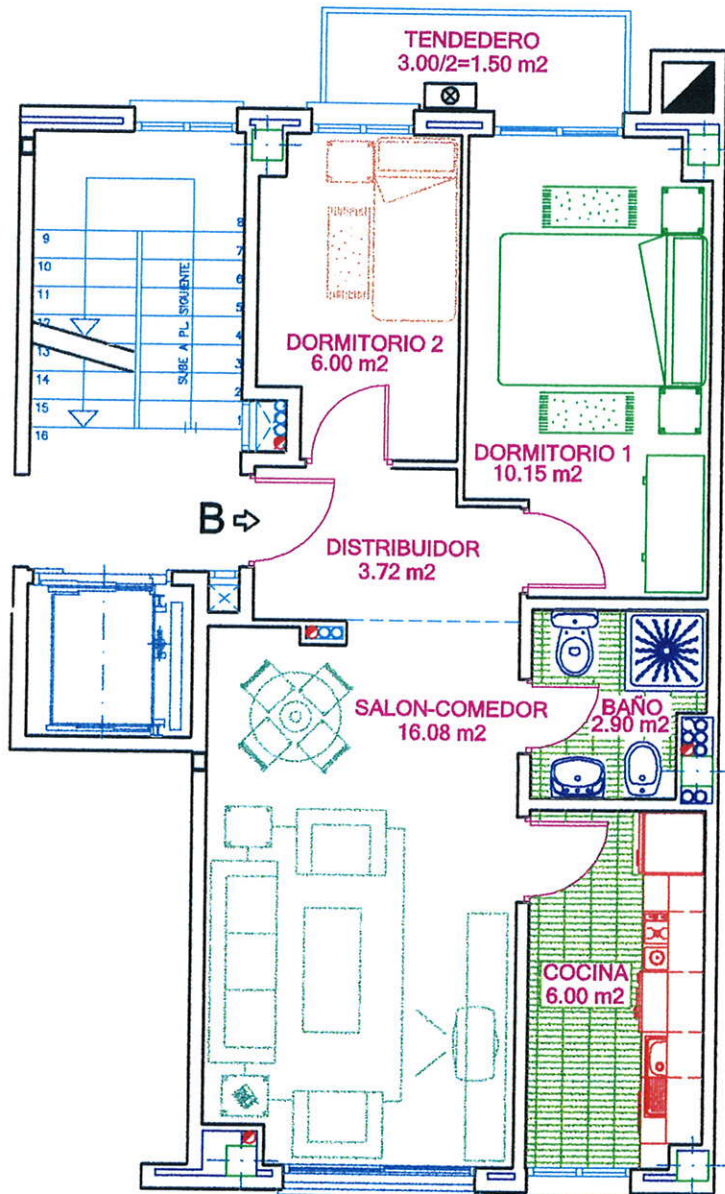 TENDEDERO
3.00/2=1.50 m2
8
9
7
10
6
11
5
12
4
13
3
14
2
15
1
16
SUBE A PL SIGUIENTE
DORMITORIO 2
6.00 m2
DORMITORIO 1
10.15 m2
B
DISTRIBUIDOR
3.72 m2
SALON-COMEDOR
16.08 m2
BAÑO
2.90 m2
COCINA
6.00 m2